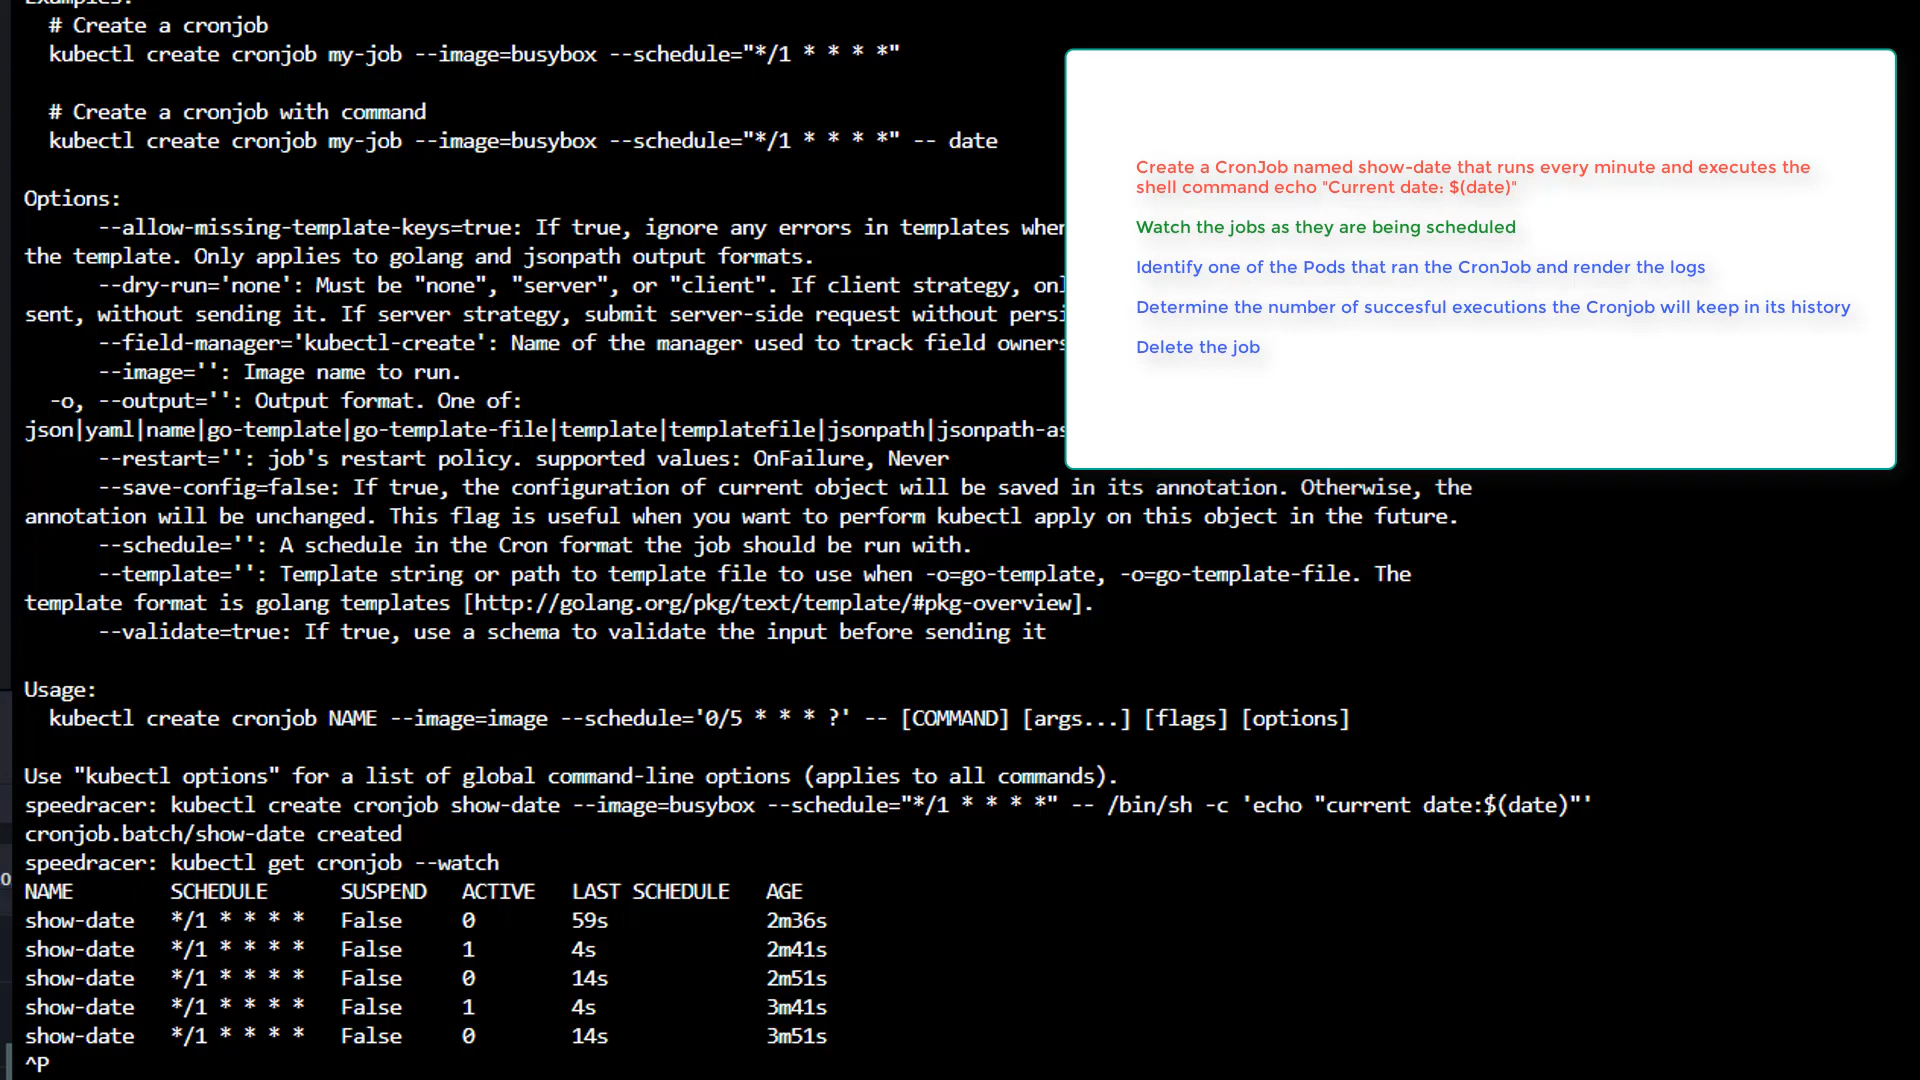 # Create a cronjob
kubectl create cronjob my-job --image=busybox --schedule="*/1 * * * *"
# Create a cronjob with command
kubectl create cronjob my-job --image=busybox --schedule="*/1 * * * *" -- date
Options:
--allow-missing-template-keys=true: If true, ignore any errors in templates when
the template. Only applies to golang and jsonpath output formats.
--dry-run='none': Must be "none", "server", or "client". If client strategy, onl
sent, without sending it. If server strategy, submit server-side request without persi
--field-manager='kubectl-create': Name of the manager used to track field owners
--image='': Image name to run.
-o, --output='': Output format. One of:
json|yaml|name|go-template|go-template-file|template|templatefile|jsonpath|jsonpath-as
--restart='': job's restart policy. supported values: OnFailure, Never
--save-config=false: If true, the configuration of current object will be saved in its annotation. Otherwise, the
annotation will be unchanged. This flag is useful when you want to perform kubectl apply on this object in the future.
--schedule='': A schedule in the Cron format the job should be run with.
--template='': Template string or path to template file to use when -o=go-template, -o=go-template-file. The
template format is golang templates [http://golang.org/pkg/text/template/#pkg-overview].
--validate=true: If true, use a schema to validate the input before sending it
Usage:
kubectl create cronjob NAME --image=image --schedule='0/5 * * * ?' -- [COMMAND] [args...] [flags] [options]
Use "kubectl options" for a list of global command-line options (applies to all commands).
speedracer: kubectl create cronjob show-date --image=busybox --schedule="*/1 * * * *" -- /bin/sh -c 'echo "current date:$(date)"'
cronjob.batch/show-date created
speedracer: kubectl get cronjob --watch
NAME SCHEDULE SUSPEND ACTIVE LAST SCHEDULE AGE
show-date */1 * * * * False 0 59s 2m36s
show-date */1 * * * * False 1 4s 2m41s
show-date */1 * * * * False 0 14s 2m51s
show-date */1 * * * * False 1 4s 3m41s
show-date */1 * * * * False 0 14s 3m51s
^P
Create a CronJob named show-date that runs every minute and executes the
shell command echo "Current date: $(date)"
Watch the jobs as they are being scheduled
Identify one of the Pods that ran the CronJob and render the logs
Determine the number of succesful executions the Cronjob will keep in its history
Delete the job